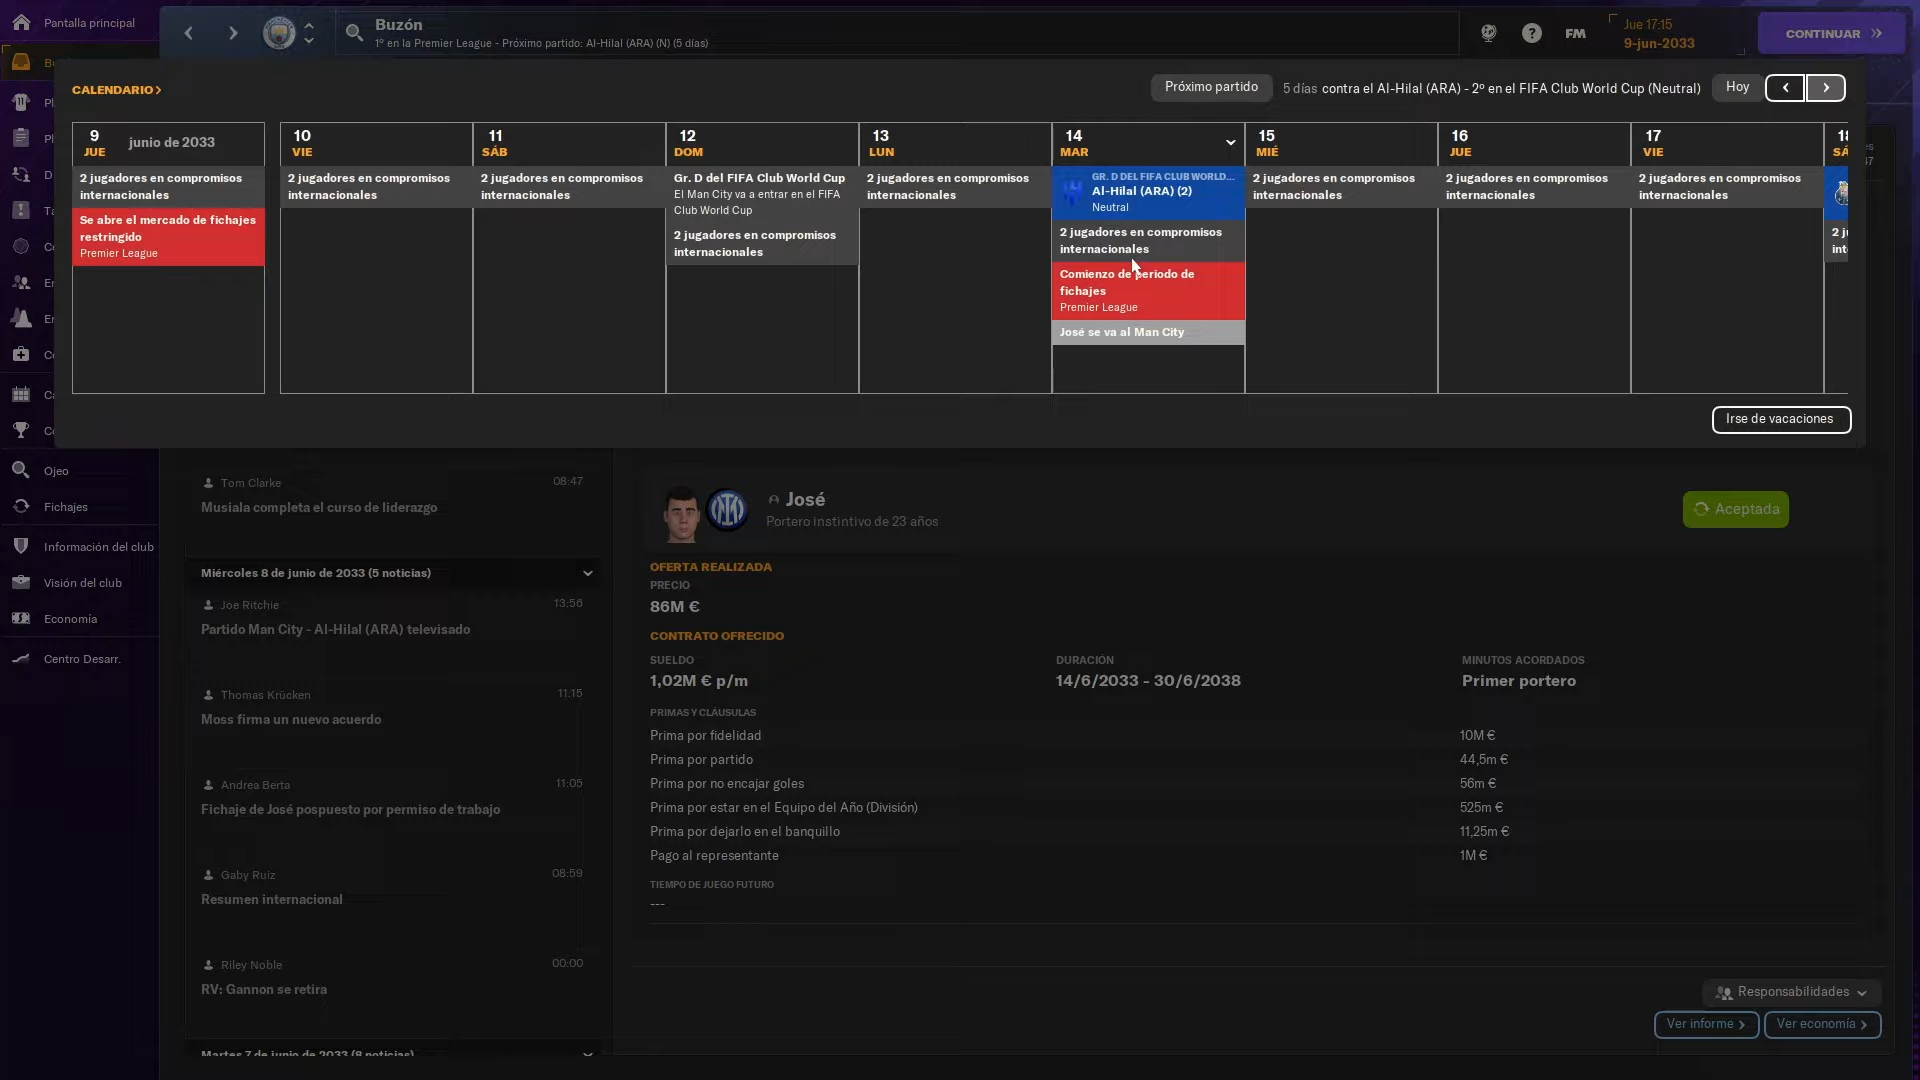 Pantalla principal
Buzón
1º en la Premier League - Próximo partido: Al-Hilal (ARA) (N) (5 días)
FM
Jue 17:15
9-jun-2033
CONTINUAR
CALENDARIO
Próximo partido
5 días contra el Al-Hilal (ARA) - 2º en el FIFA Club World Cup (Neutral)
Hoy
9
JUE
junio de 2033
2 jugadores en compromisos
internacionales
Se abre el mercado de fichajes
restringido
Premier League
10
VIE
2 jugadores en compromisos
internacionales
11
SÁB
2 jugadores en compromisos
internacionales
12
DOM
Gr. D del FIFA Club World Cup
El Man City va a entrar en el FIFA
Club World Cup
2 jugadores en compromisos
internacionales
13
LUN
2 jugadores en compromisos
internacionales
14
MAR
GR. D DEL FIFA CLUB WORLD...
Al-Hilal (ARA) (2)
Neutral
2 jugadores en compromisos
internacionales
Comienzo de periodo de
fichajes
Premier League
José se va al Man City
15
MIÉ
2 jugadores en compromisos
internacionales
16
JUE
2 jugadores en compromisos
internacionales
17
VIE
2 jugadores en compromisos
internacionales
18
SÁ
2 ju
int
Irse de vacaciones
Ojeo
Fichajes
Información del club
Visión del club
Economía
Centro Desarr.
Tom Clarke
08:47
Musiala completa el curso de liderazgo
Miércoles 8 de junio de 2033 (5 noticias)
Joe Ritchie
13:56
Partido Man City - Al-Hilal (ARA) televisado
Thomas Krücken
11:15
Moss firma un nuevo acuerdo
Andrea Berta
11:05
Fichaje de José pospuesto por permiso de trabajo
Gaby Ruiz
08:59
Resumen internacional
Riley Noble
00:00
RV: Gannon se retira
Martes 7 de junio de 2033 (8 noticias)
José
Portero instintivo de 23 años
Aceptada
OFERTA REALIZADA
PRECIO
86M €
CONTRATO OFRECIDO
SUELDO
1,02M € p/m
DURACIÓN
14/6/2033 - 30/6/2038
MINUTOS ACORDADOS
Primer portero
PRIMAS Y CLÁUSULAS
Prima por fidelidad
10M €
Prima por partido
44,5m €
Prima por no encajar goles
56m €
Prima por estar en el Equipo del Año (División)
525m €
Prima por dejarlo en el banquillo
11,25m €
Pago al representante
1M €
TIEMPO DE JUEGO FUTURO
---
Responsabilidades
Ver informe
Ver economía